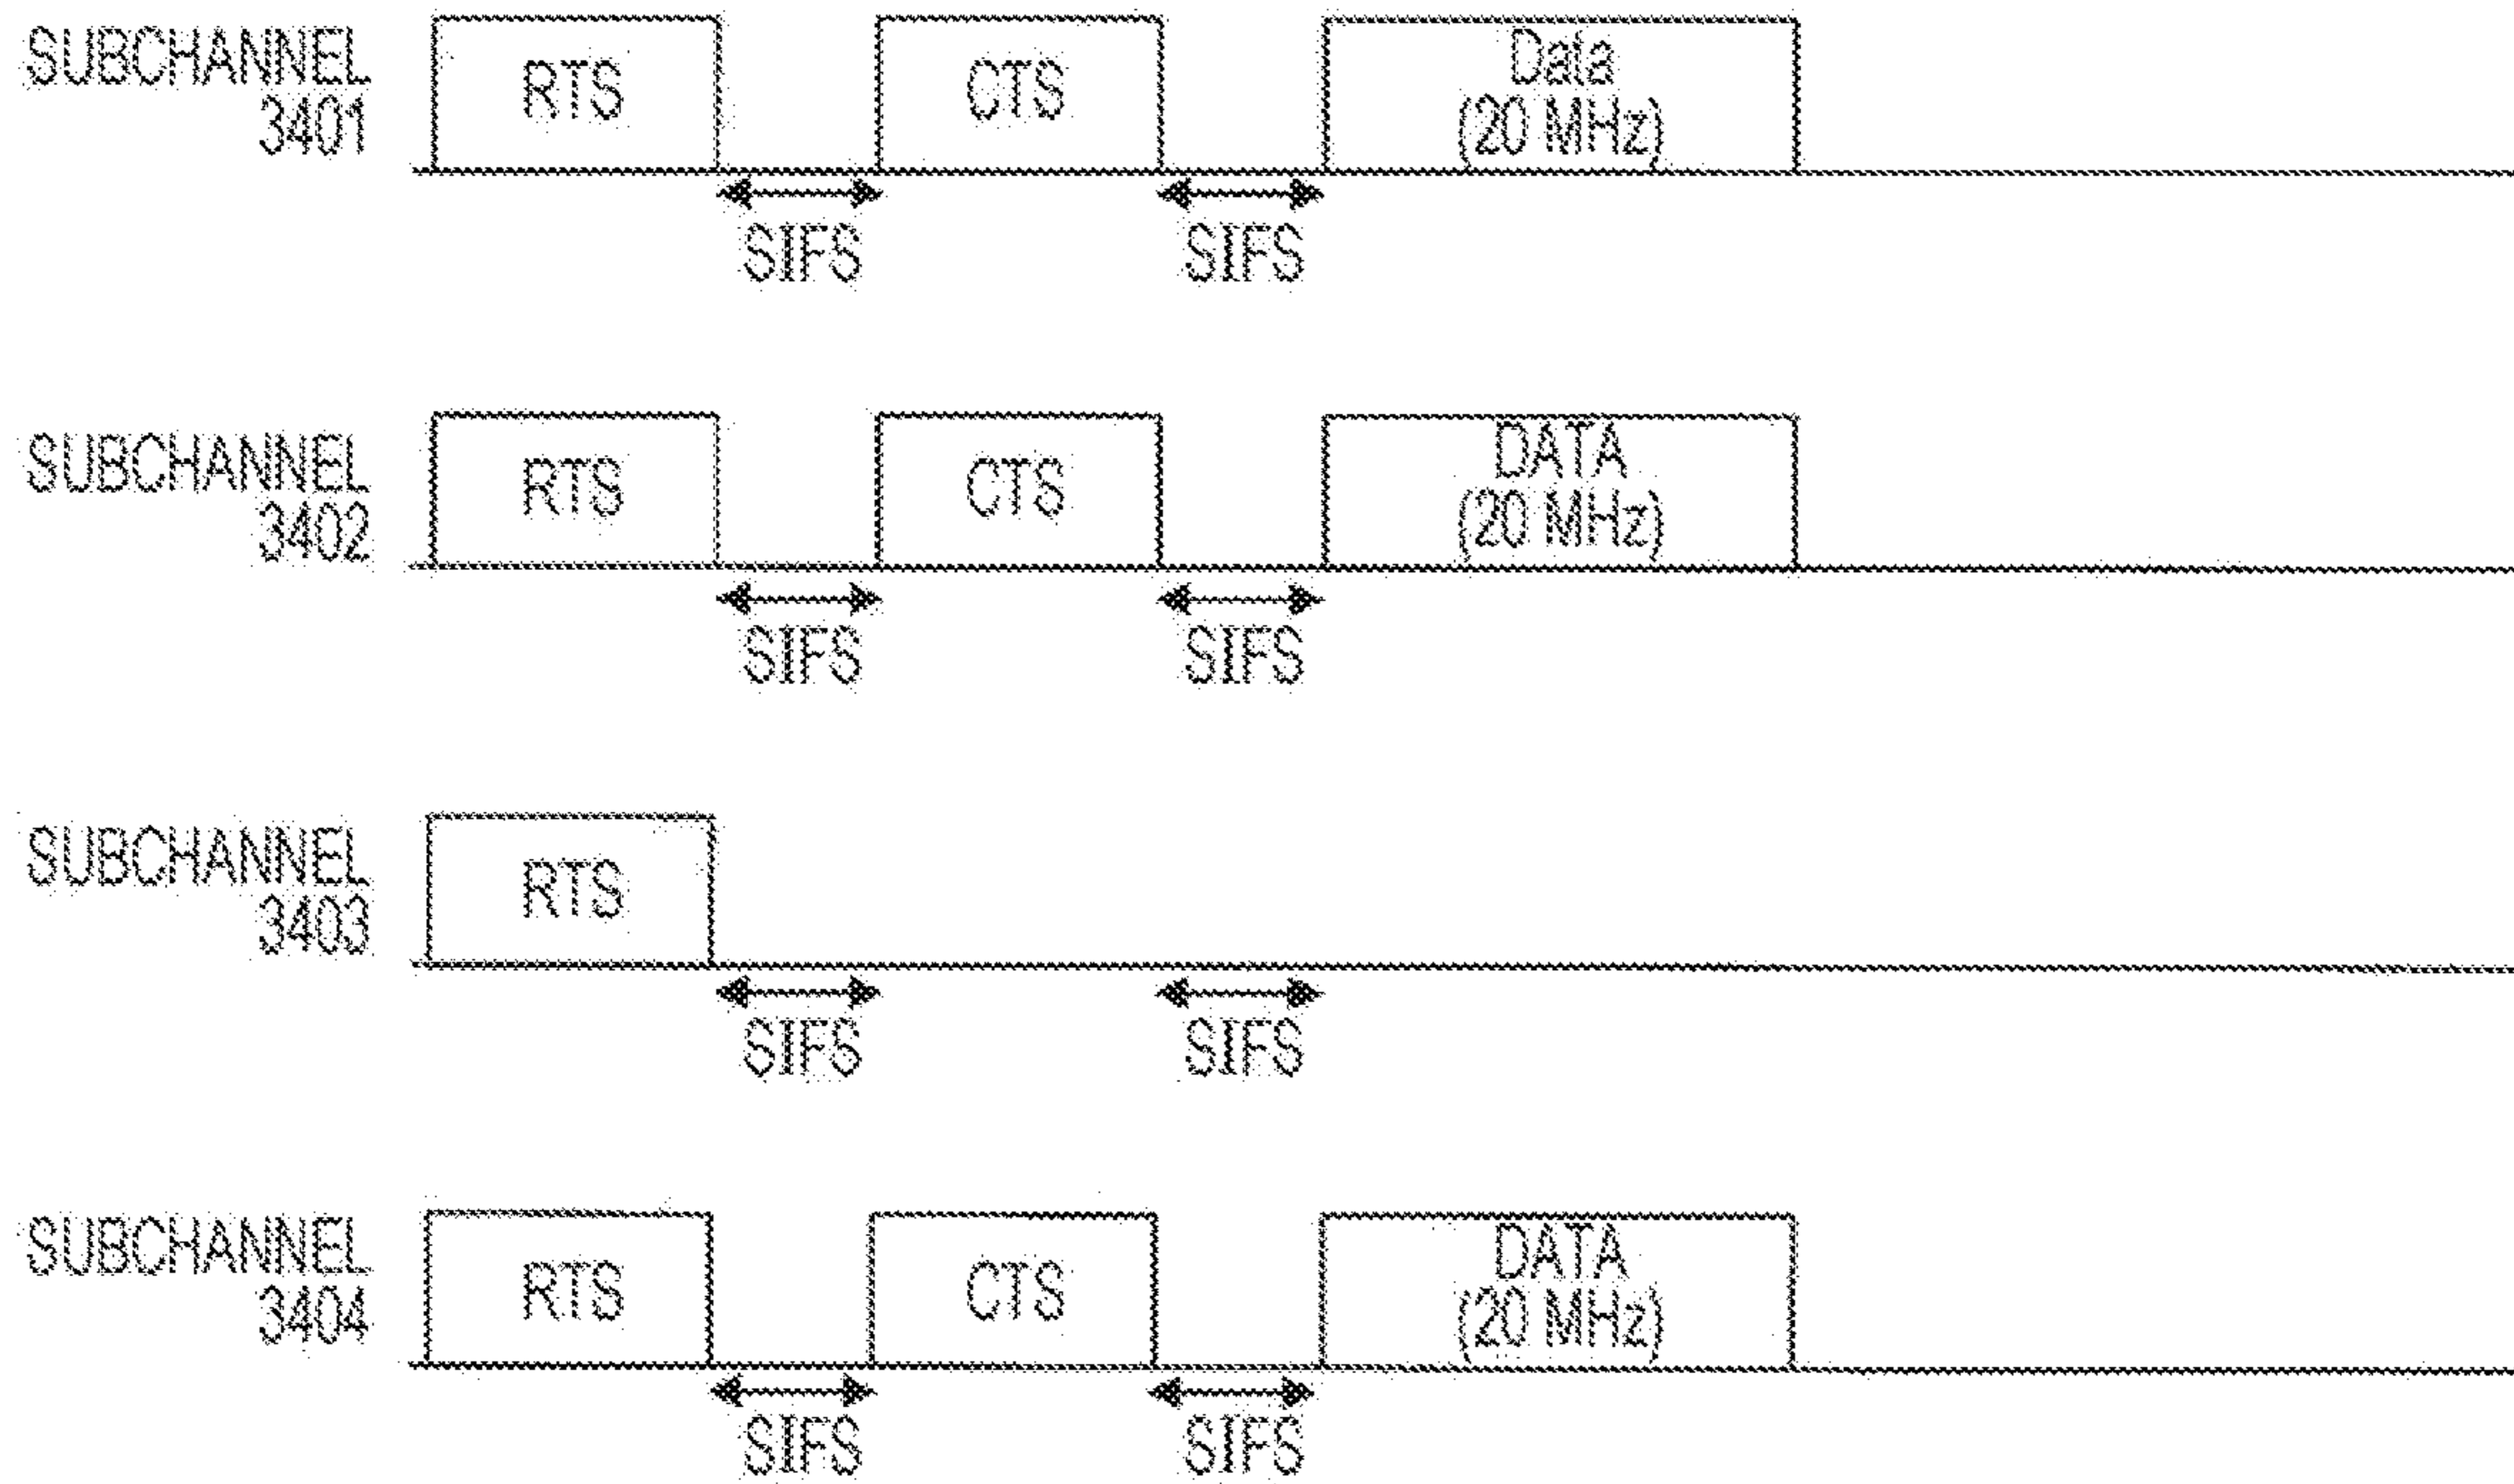 SUBCHANNEL
3401
RTS
CTS
Data
(20 MHz)
SIFS
SIFS
SUBCHANNEL
3402
RTS
CTS
DATA
(20 MHz)
SIFS
SIFS
SUBCHANNEL
3403
RTS
SIFS
SIFS
SUBCHANNEL
3404
RTS
CTS
DATA
(20 MHz)
SIFS
SIFS